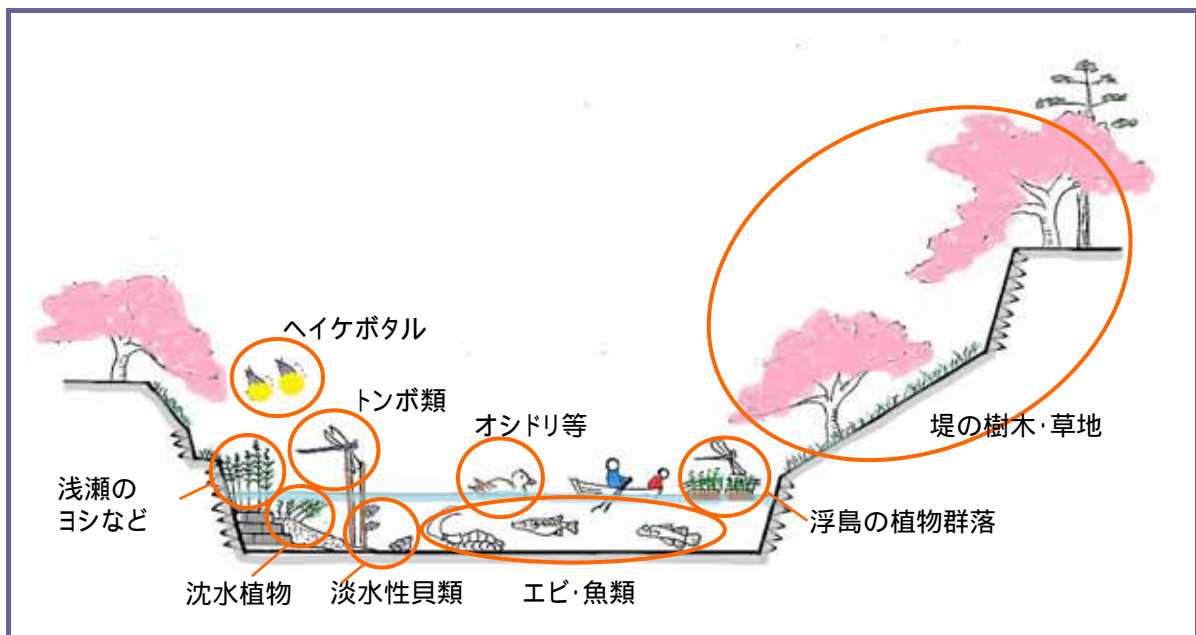 ヘイケボタル
トンボ類
オシドリ等
堤の樹木・草地
浅瀬の
ヨシなど
浮島の植物群落
沈水植物
淡水性貝類
エビ・魚類